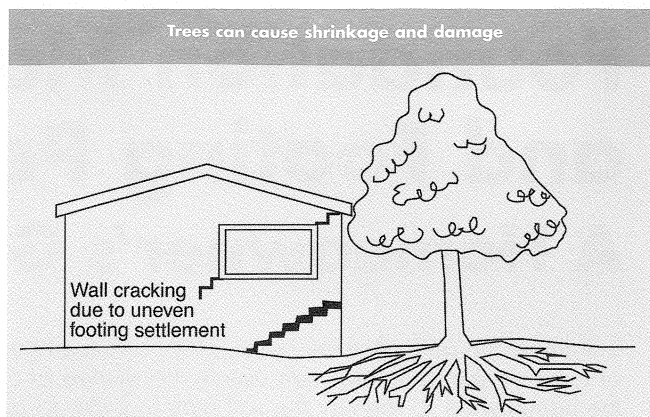 Trees can cause shrinkage and damage
Wall cracking
due to uneven
footing settlement